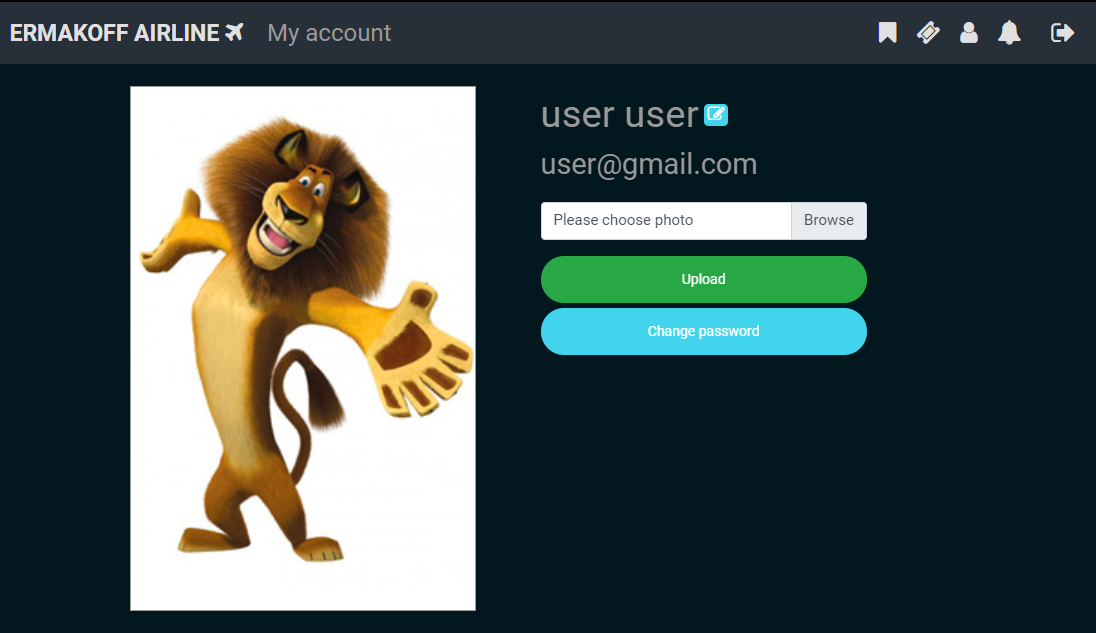 ERMAKOFF AIRLINE My account
user user
user@gmail.com
Please choose photo Browse
Upload
Change password